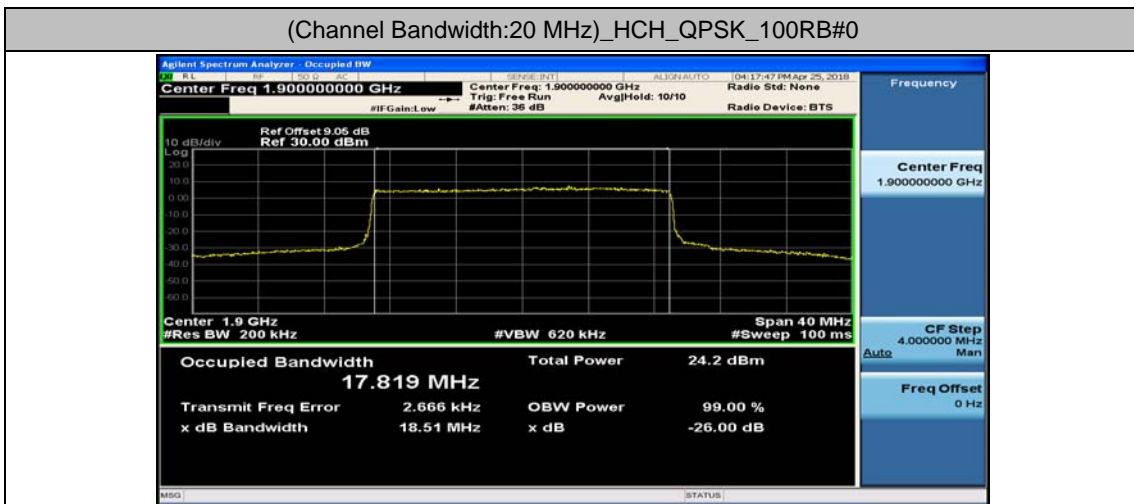 (Channel Bandwidth:20 MHz)_HCH_QPSK_100RB#0
Agilent Spectrum Analyzer - Occupied BW
RL RF 50 Ω AC SENSE:INT ALIGN AUTO 04:17:47 PM Apr 25, 2018
Center Freq 1.900000000 GHz
Center Freq: 1.900000000 GHz
Radio Std: None
Trig: Free Run Avg|Hold: 10/10
#IFGain:Low
#Atten: 36 dB
Radio Device: BTS
Frequency
Ref Offset 9.05 dB
10 dB/div Ref 30.00 dBm
Log
20.0
10.0
0.00
-10.0
-20.0
-30.0
-40.0
-50.0
-60.0
Center Freq
1.900000000 GHz
Center 1.9 GHz Span 40 MHz
#Res BW 200 kHz #VBW 620 kHz #Sweep 100 ms
CF Step
4.000000 MHz
Auto Man
Occupied Bandwidth Total Power 24.2 dBm
17.819 MHz
Freq Offset
0 Hz
Transmit Freq Error 2.666 kHz OBW Power 99.00 %
x dB Bandwidth 18.51 MHz x dB -26.00 dB
MSG STATUS